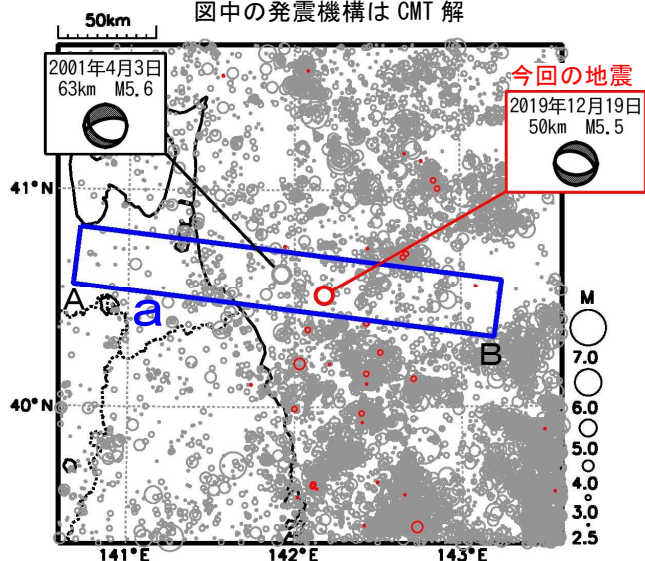 図中の発震機構は CMT 解
50km
2001年4月3日
63km M5.6
今回の地震
2019年12月19日
50km M5.5
41°N
A
a
B
40°N
M
7.0
6.0
5.0
4.0
3.0
2.5
141°E
142°E
143°E